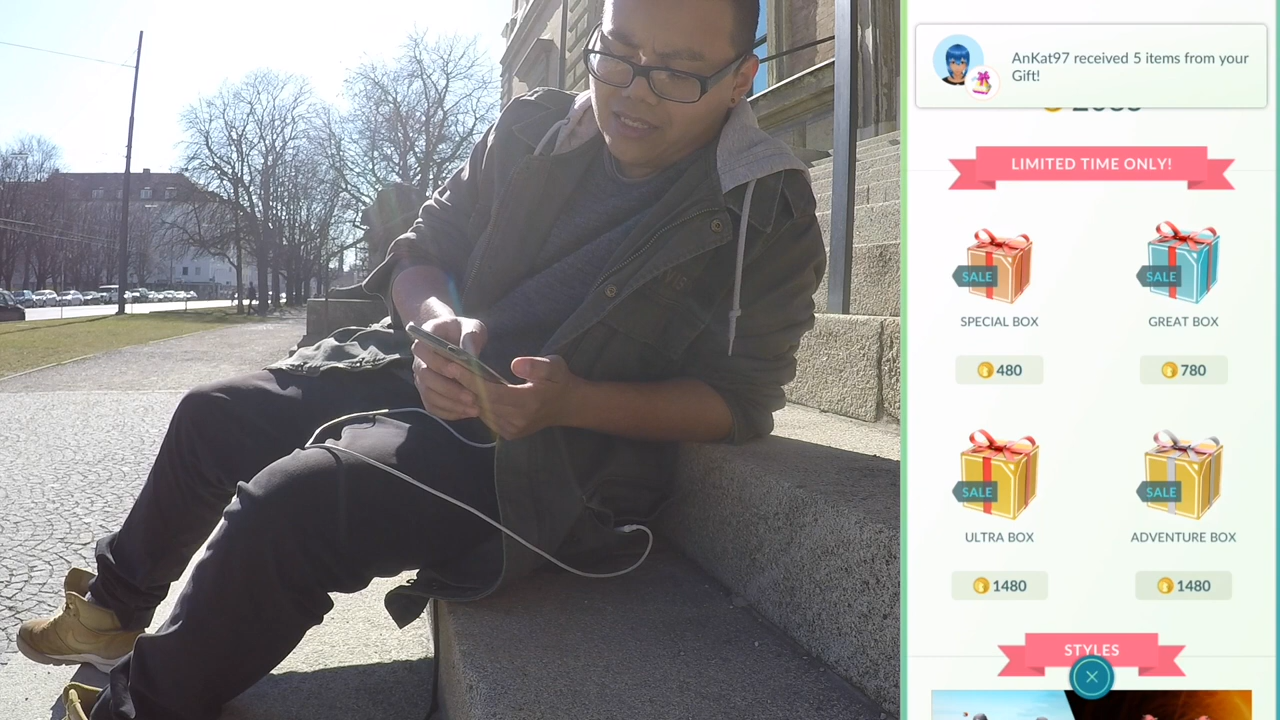 AnKat97 received 5 items from your
Gift!
LIMITED TIME ONLY!
SALE
SALE
SPECIAL BOX
GREAT BOX
480
780
SALE
SALE
ULTRA BOX
ADVENTURE BOX
1480
1480
STYLES